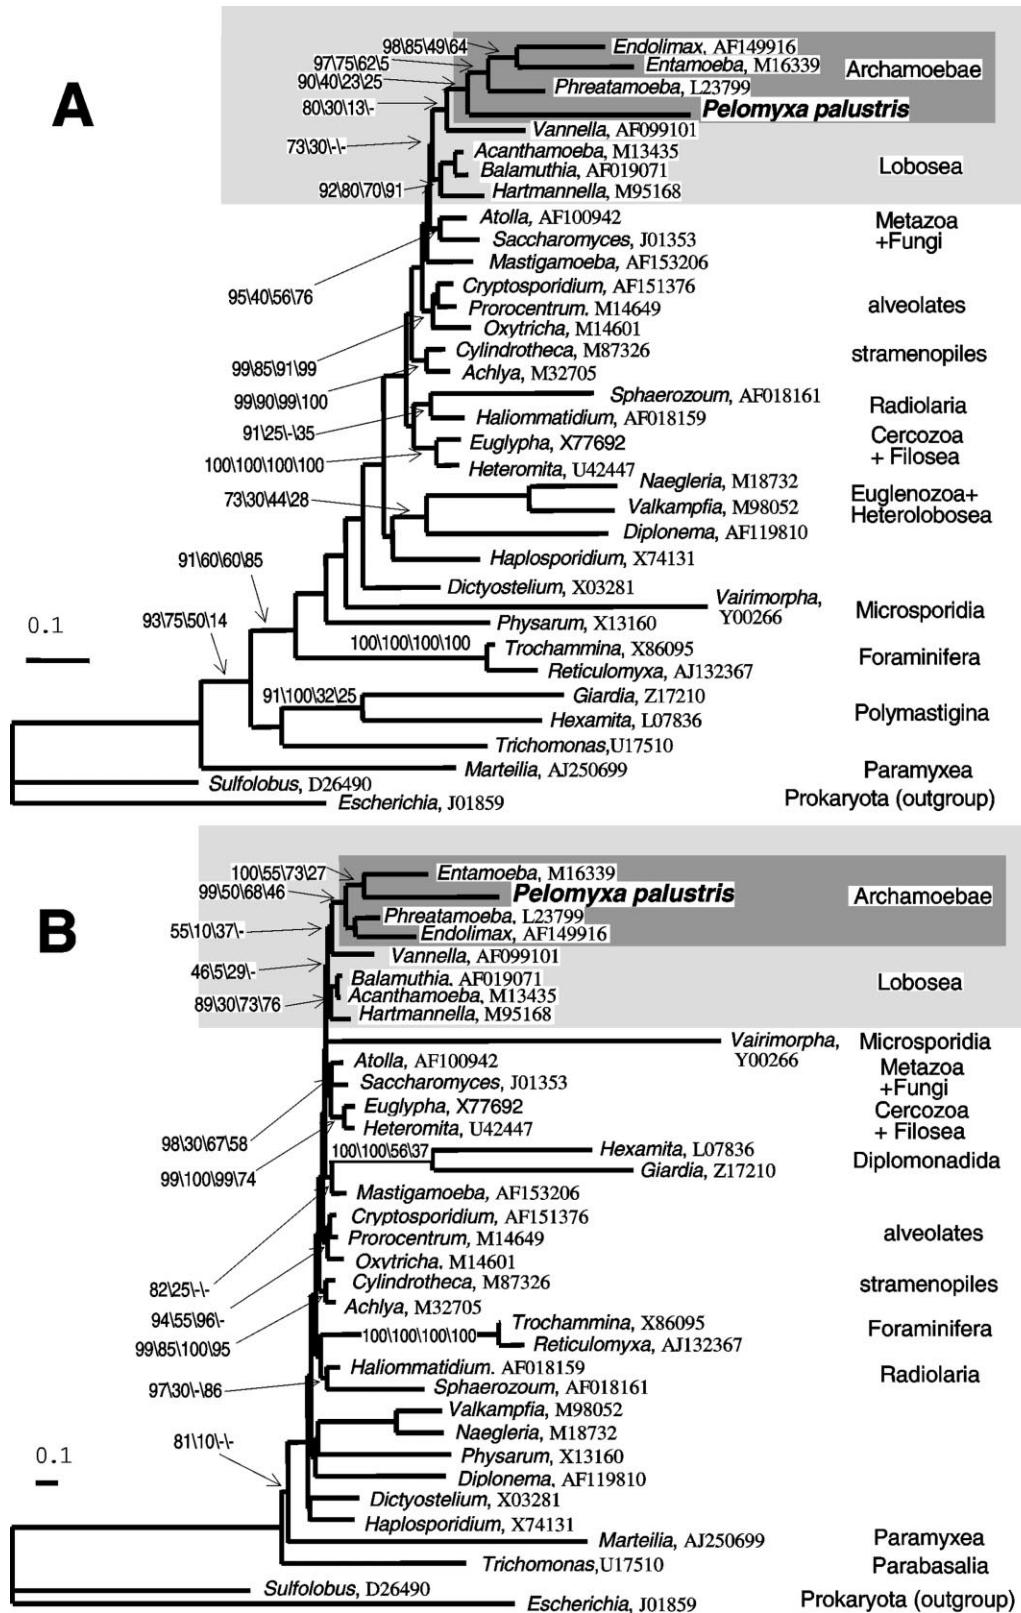 A
98\85\49\64
97\75\62\5
90\40\23\25
80\30\13\-
73\30\-\-
92\80\70\91
Endolimax, AF149916
Entamoeba, M16339
Phreatamoeba, L23799
Archamoebae
Pelomyxa palustris
Vannella, AF099101
Acanthamoeba, M13435
Balamuthia, AF019071
Lobosea
Hartmannella, M95168
Atolla, AF100942
Metazoa
Saccharomyces, J01353
+Fungi
Mastigamoeba, AF153206
95\40\56\76
Cryptosporidium, AF151376
Prorocentrum. M14649
alveolates
Oxytricha, M14601
Cylindrotheca, M87326
stramenopiles
99\85\91\99
Achlya, M32705
99\90\99\100
Sphaerozoum, AF018161
Radiolaria
Haliommatidium, AF018159
91\25\-\35
Euglypha, X77692
Cercozoa
+ Filosea
100\100\100\100
Heteromita, U42447
Naegleria, M18732
73\30\44\28
Euglenozoa+
Valkampfia, M98052
Heterolobosea
Diplonema, AF119810
Haplosporidium, X74131
91\60\60\85
Dictyostelium, X03281
Vairimorpha,
Y00266
Microsporidia
93\75\50\14
0.1
Physarum, X13160
100\100\100\100
Trochammina, X86095
Foraminifera
Reticulomyxa, AJ132367
91\100\32\25
Giardia, Z17210
Polymastigina
Hexamita, L07836
Trichomonas,U17510
Marteilia, AJ250699
Paramyxea
Sulfolobus, D26490
Escherichia, J01859
Prokaryota (outgroup)
B
100\55\73\27
99\50\68\46
55\10\37\-
46\5\29\-
89\30\73\76
Entamoeba, M16339
Pelomyxa palustris
Archamoebae
Phreatamoeba, L23799
Endolimax, AF149916
Vannella, AF099101
Balamuthia, AF019071
Lobosea
Acanthamoeba, M13435
Hartmannella, M95168
Vairimorpha,
Y00266
Microsporidia
Atolla, AF100942
Metazoa
Saccharomyces, J01353
+Fungi
Euglypha, X77692
Cercozoa
+ Filosea
Heteromita, U42447
98\30\67\58
100\100\56\37
Hexamita, L07836
Diplomonadida
99\100\99\74
Giardia, Z17210
Mastigamoeba, AF153206
Cryptosporidium, AF151376
Prorocentrum, M14649
alveolates
Oxytricha, M14601
82\25\-\-
Cylindrotheca, M87326
stramenopiles
Achlya, M32705
94\55\96\-
99\85\100\95
100\100\100\100
Trochammina, X86095
Foraminifera
Reticulomyxa, AJ132367
Haliommatidium. AF018159
Radiolaria
97\30\-\86
Sphaerozoum, AF018161
Valkampfia, M98052
Naegleria, M18732
81\10\-\-
0.1
Physarum, X13160
Diplonema, AF119810
Dictyostelium, X03281
Haplosporidium, X74131
Marteilia, AJ250699
Paramyxea
Trichomonas,U17510
Parabasalia
Sulfolobus, D26490
Escherichia, J01859
Prokaryota (outgroup)